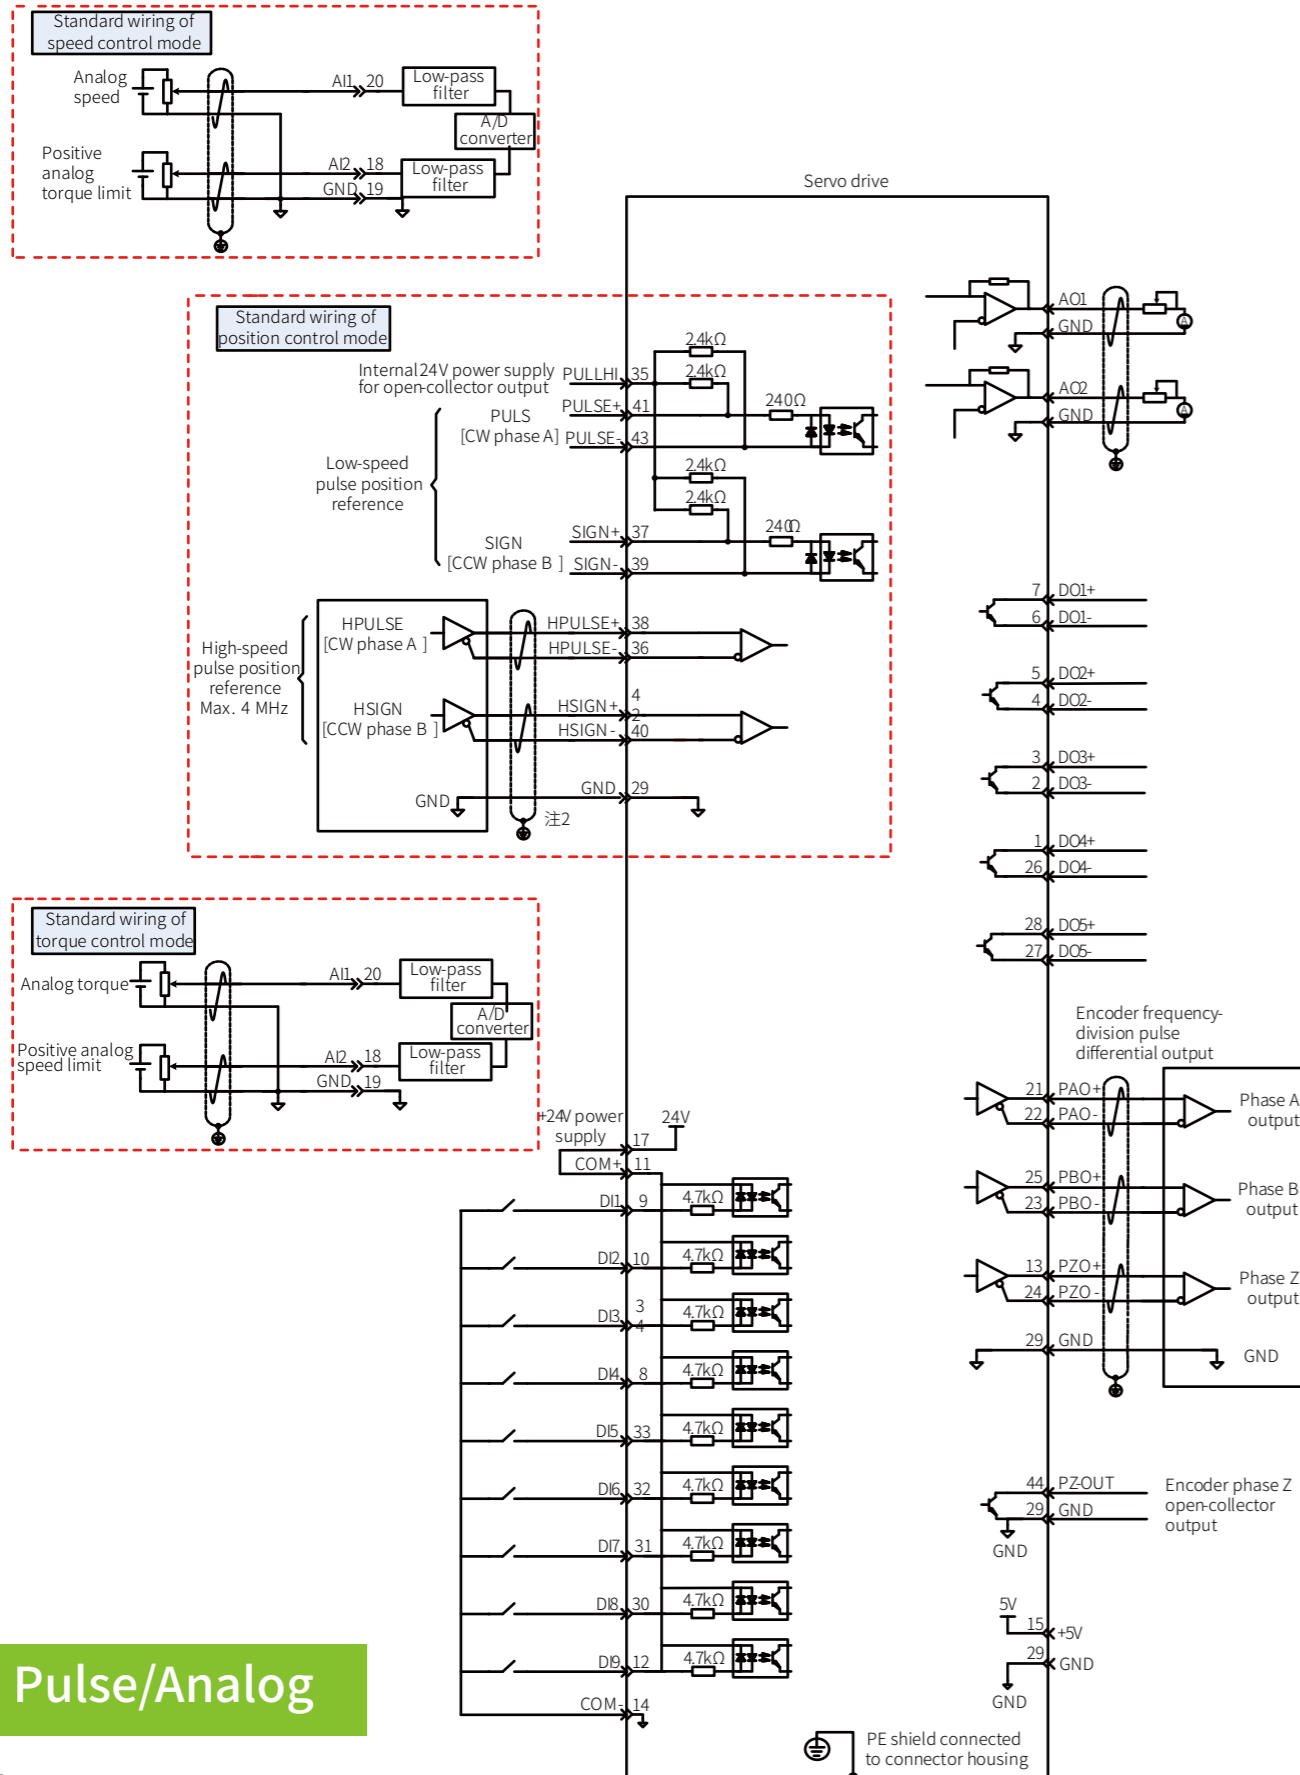 Standard wiring of
speed control mode
Analog
speed
AI1
20
Low-pass
filter
A/D
converter
Positive
analog
torque limit
AI2
18
GND
19
Low-pass
filter
Servo drive
Standard wiring of
position control mode
Internal 24V power supply
for open-collector output
PULLHI
35
2.4kΩ
2.4kΩ
PULSE+
41
240Ω
PULS
[CW phase A]
PULSE-
43
Low-speed
pulse position
reference
2.4kΩ
2.4kΩ
SIGN+
37
240Ω
SIGN
[CCW phase B ]
SIGN-
39
HPULSE
[CW phase A ]
HPULSE+
38
HPULSE-
36
High-speed
pulse position
reference
Max. 4 MHz
HSIGN
[CCW phase B ]
HSIGN+
4
2
HSIGN-
40
GND
GND
29
注2
AO1
GND
A
AO2
GND
A
7 DO1+
6 DO1-
5 DO2+
4 DO2-
3 DO3+
2 DO3-
1 DO4+
26 DO4-
28 DO5+
27 DO5-
Standard wiring of
torque control mode
Analog torque
AI1
20
Low-pass
filter
A/D
converter
Positive analog
speed limit
AI2
18
GND
19
Low-pass
filter
Encoder frequency-
division pulse
differential output
21 PAO+
22 PAO-
Phase A
output
25 PBO+
23 PBO-
Phase B
output
13 PZO+
24 PZO-
Phase Z
output
29 GND
GND
+24V power
supply
17
24V
COM+
11
DI1
9
4.7kΩ
DI2
10
4.7kΩ
DI3
3
4
4.7kΩ
DI4
8
4.7kΩ
DI5
33
4.7kΩ
DI6
32
4.7kΩ
DI7
31
4.7kΩ
DI8
30
4.7kΩ
DI9
12
4.7kΩ
COM-
14
44 PZ-OUT
29 GND
GND
Encoder phase Z
open-collector
output
5V
15 +5V
29 GND
GND
Pulse/Analog
PE shield connected
to connector housing